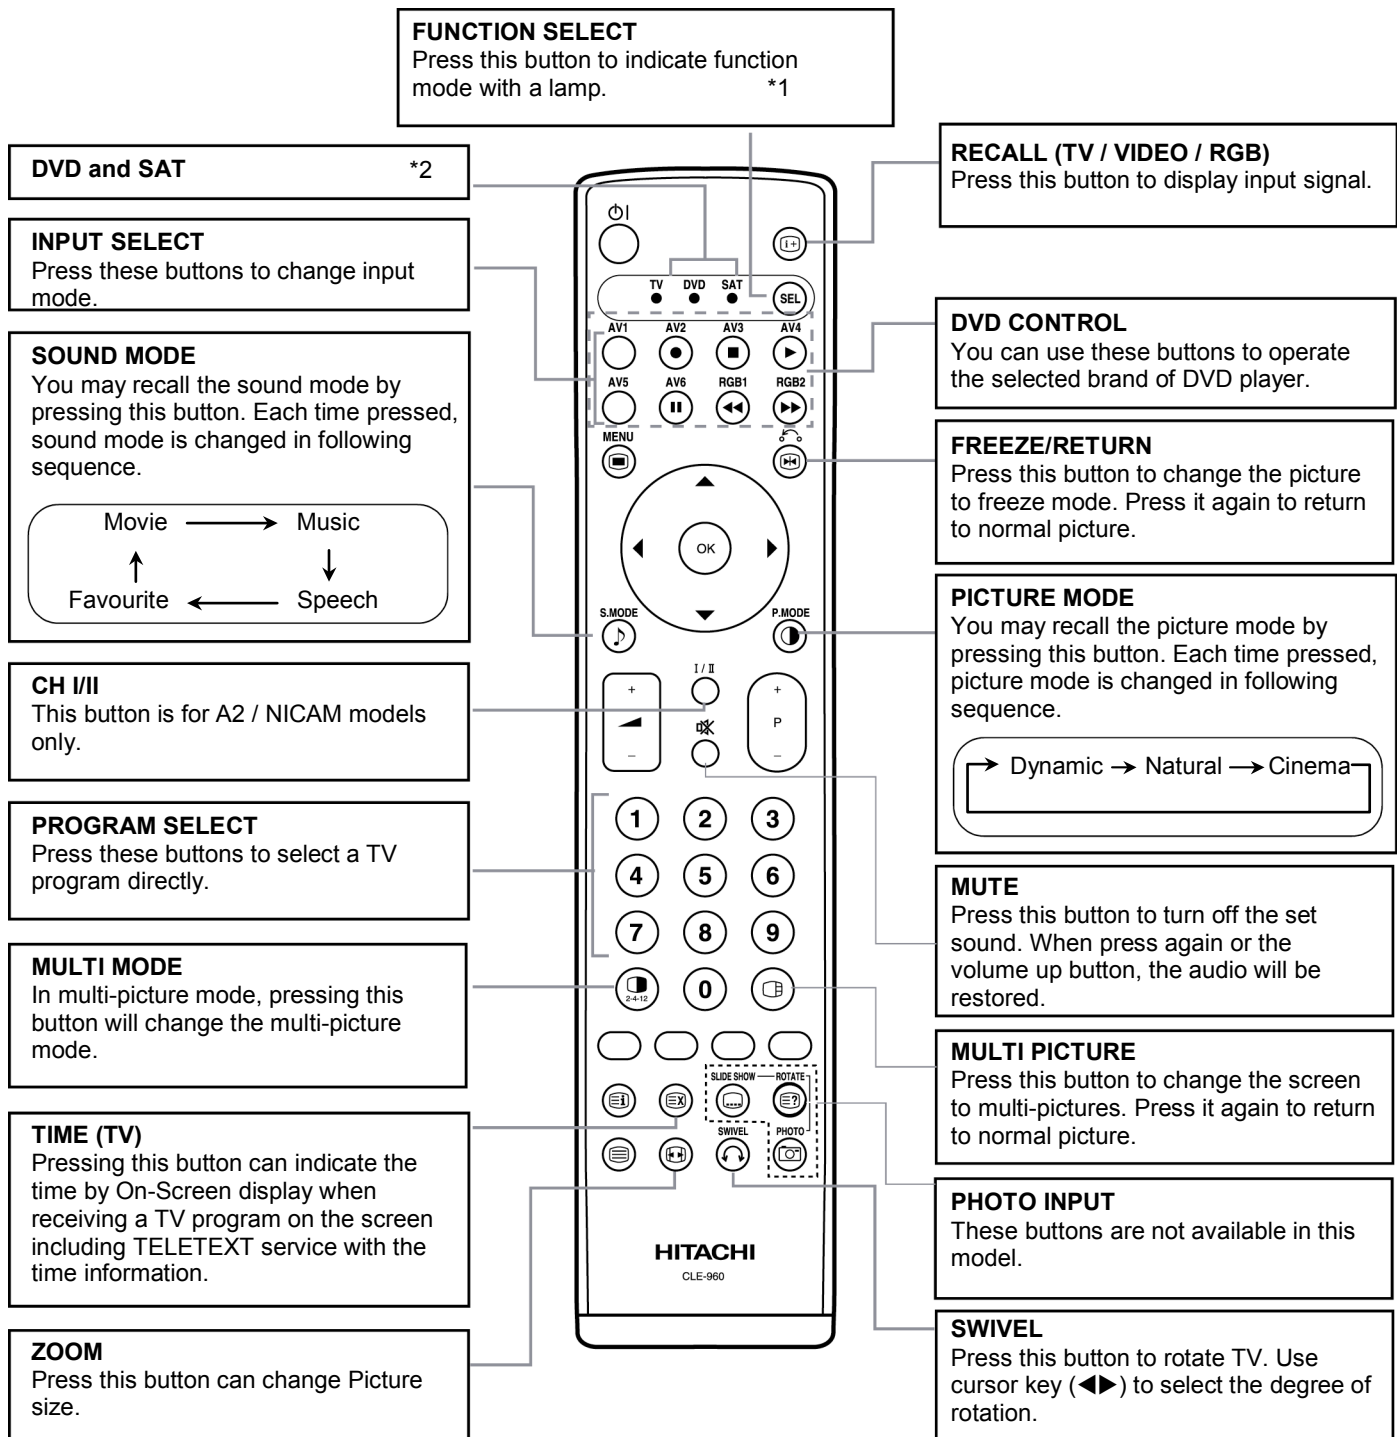 FUNCTION SELECT
Press this button to indicate function
mode with a lamp. *1
DVD and SAT *2
INPUT SELECT
Press these buttons to change input
mode.
SOUND MODE
You may recall the sound mode by
pressing this button. Each time pressed,
sound mode is changed in following
sequence.
Movie Music
Favourite Speech
CH I/II
This button is for A2 / NICAM models
only.
PROGRAM SELECT
Press these buttons to select a TV
program directly.
MULTI MODE
In multi-picture mode, pressing this
button will change the multi-picture
mode.
TIME (TV)
Pressing this button can indicate the
time by On-Screen display when
receiving a TV program on the screen
including TELETEXT service with the
time information.
ZOOM
Press this button can change Picture
size.
i+
TV DVD SAT
SEL
AV1 AV2 AV3 AV4
AV5 AV6 RGB1 RGB2
MENU
OK
S.MODE P.MODE
I / II
+ +
P
– –
1 2 3
4 5 6
7 8 9
2-4-12 0
SLIDE SHOW ROTATE
i X ?
SWIVEL PHOTO
HITACHI
CLE-960
RECALL (TV / VIDEO / RGB)
Press this button to display input signal.
DVD CONTROL
You can use these buttons to operate
the selected brand of DVD player.
FREEZE/RETURN
Press this button to change the picture
to freeze mode. Press it again to return
to normal picture.
PICTURE MODE
You may recall the picture mode by
pressing this button. Each time pressed,
picture mode is changed in following
sequence.
Dynamic → Natural → Cinema
MUTE
Press this button to turn off the set
sound. When press again or the
volume up button, the audio will be
restored.
MULTI PICTURE
Press this button to change the screen
to multi-pictures. Press it again to return
to normal picture.
PHOTO INPUT
These buttons are not available in this
model.
SWIVEL
Press this button to rotate TV. Use
cursor key (◀▶) to select the degree of
rotation.